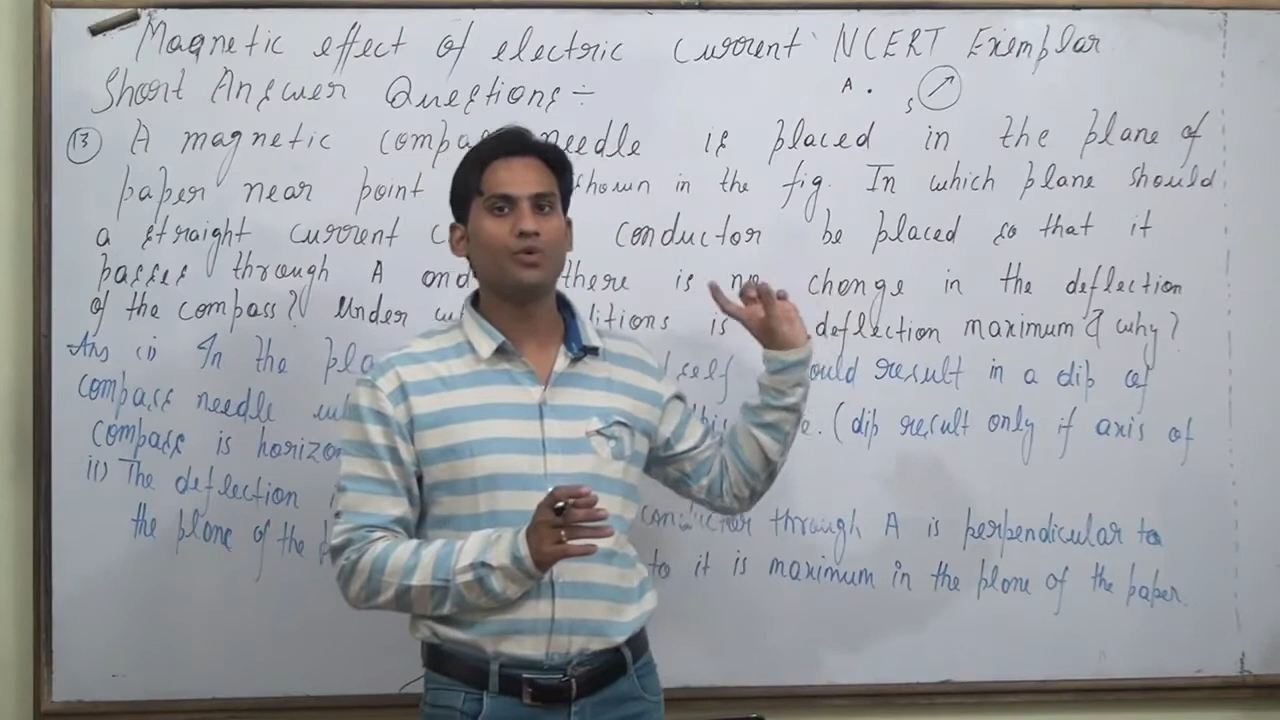 Magnetic effect of electric current NCERT Exemplar
Short Answer Questions:-
A .
S
(13) A magnetic compa needle is placed in the plane of
paper near point shown in the fig. In which plane should
a straight current c conductor be placed so that it
passes through A and there is no change in the deflection
of the compass? Under w ditions is deflection maximum & why?
Ans (i) In the pla self ould result in a dip of
compass needle e. (dip result only if axis of
compass is horizon
ii) The deflection conductor through A is perpendicular to
the plane of the to it is maximum in the plane of the paper.